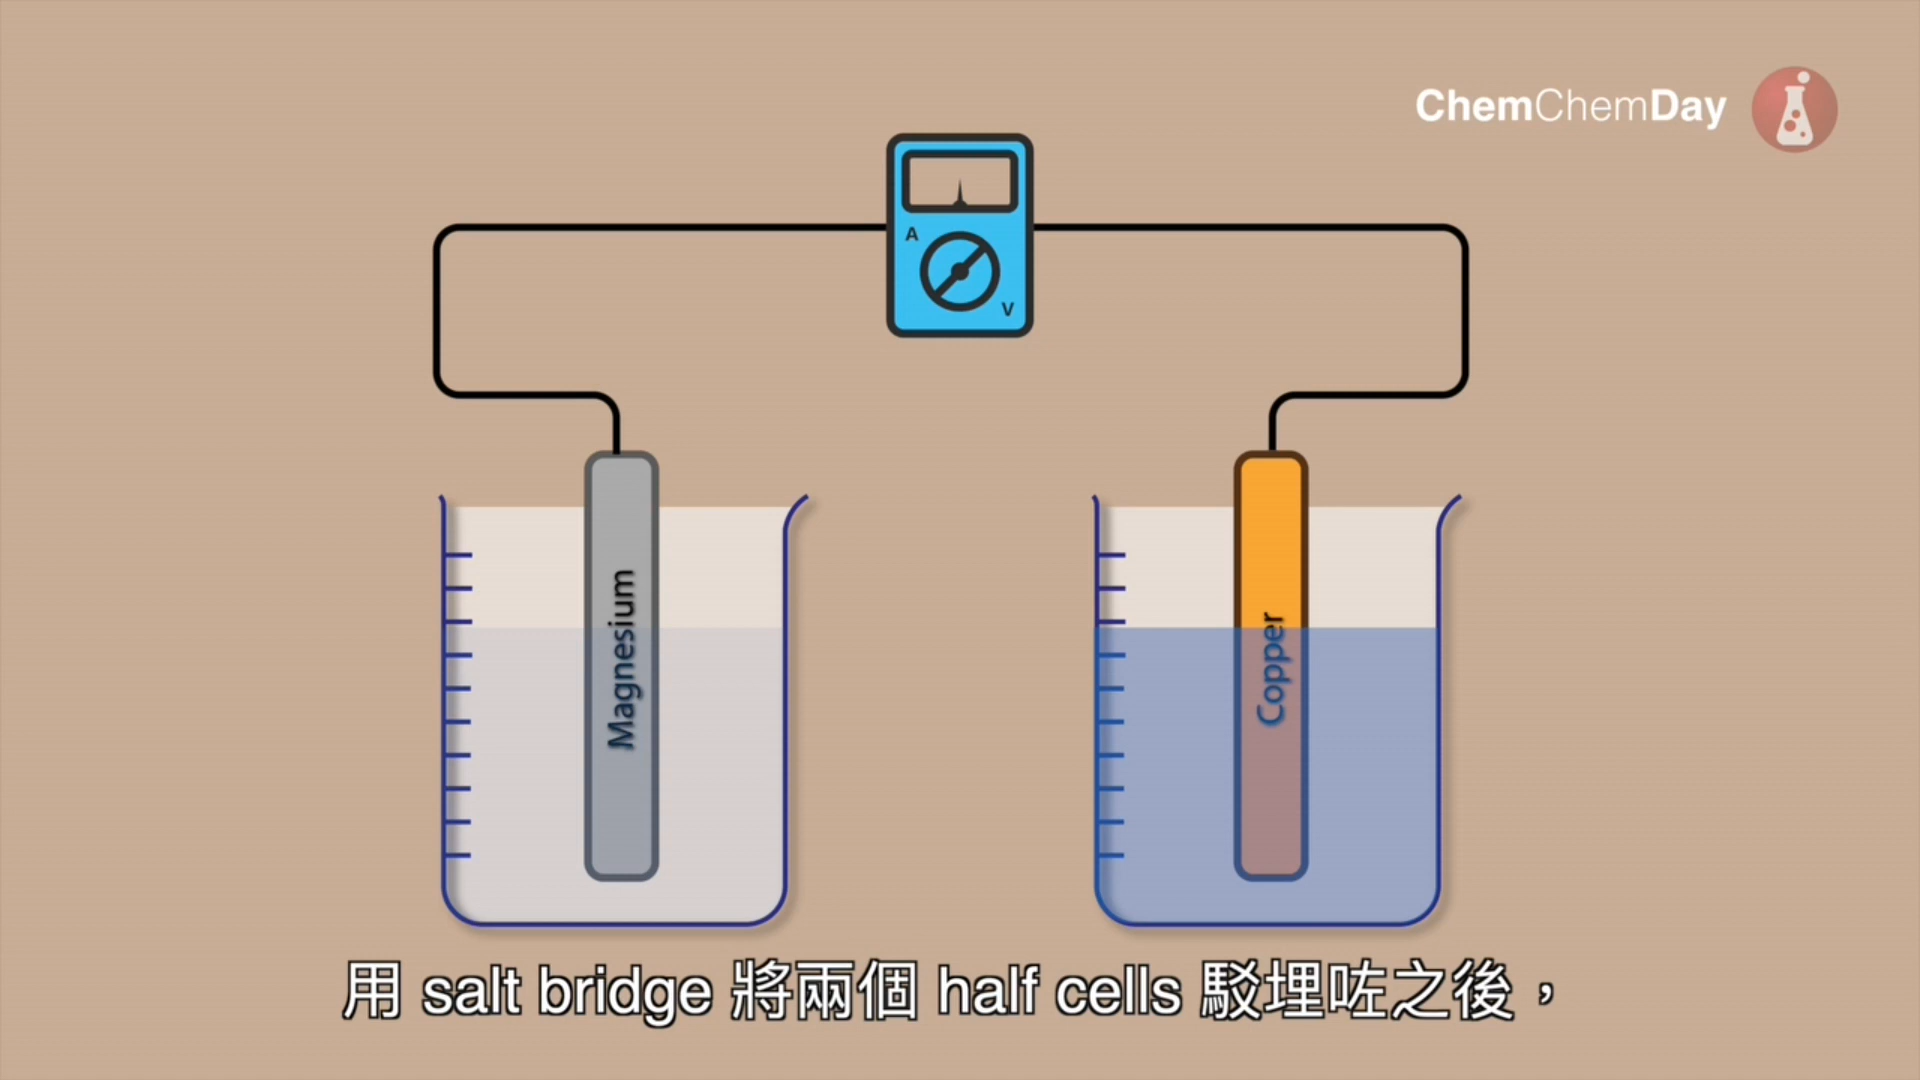 ChemChemDay
A
V
Magnesium
Copper
用 salt bridge 將兩個 half cells 駁埋咗之後，